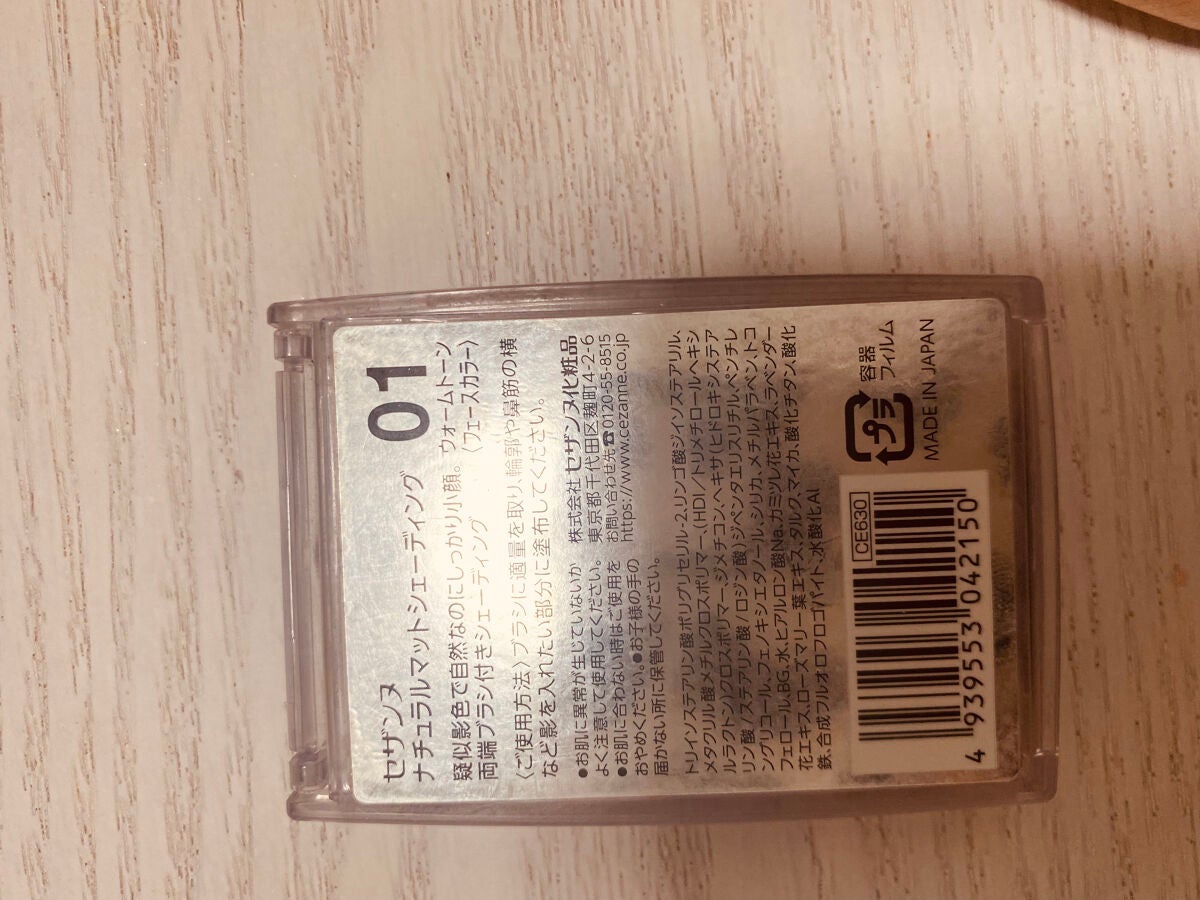 セザンヌ
ナチュラルマットシェーディング 01
疑似影色で自然なのにしっかり小顔。 ウォームトーン
両端ブラシ付きシェーディング 〈フェースカラー〉
〈ご使用方法〉ブラシに適量を取り、輪郭や鼻筋の横
など影を入れたい部分に塗布してください。
●お肌に異常が生じていないか
よく注意して使用してください。
●お肌に合わない時はご使用を
おやめください。●お子様の手の
届かない所に保管してください。
株式会社 セザンヌ化粧品
東京都千代田区麹町4-2-6
お問い合わせ先☎0120-55-8515
https://www.cezanne.co.jp
トリイソステアリン酸ポリグリセリル-2、リンゴ酸ジイソステアリル、
メタクリル酸メチルクロスポリマー、(HDI/トリメチロールヘキシ
ルラクトン)クロスポリマー、ジメチコン、ヘキサ(ヒドロキシステア
リン酸/ステアリン酸/ロジン酸)ジペンタエリスリチル、ペンチレ
ングリコール、フェノキシエタノール、シリカ、メチルパラベン、トコ
フェロール、BG、水、ヒアルロン酸Na、カミツレ花エキス、ラベンダー
花エキス、ローズマリー葉エキス、タルク、マイカ、酸化チタン、酸化
鉄、合成フルオロフロゴパイト、水酸化Al
CE630
4 939553 042150
プラ
容器
フィルム
MADE IN JAPAN